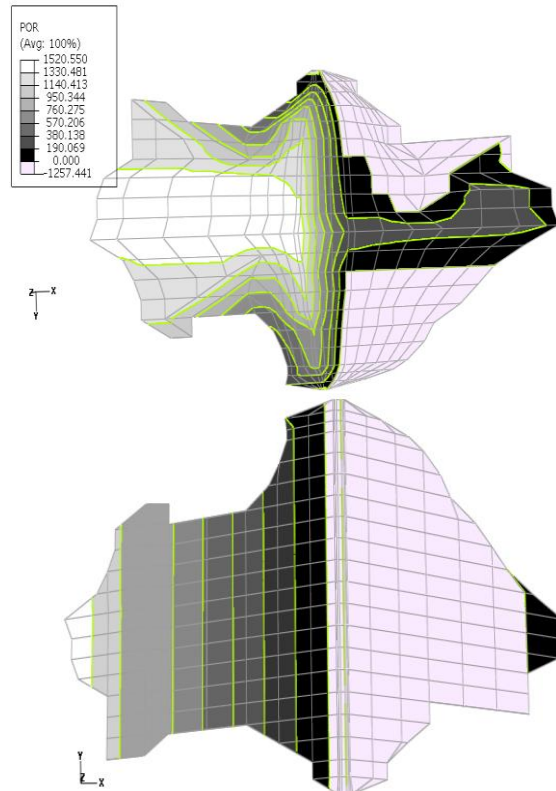 POR
(Avg: 100%)
1520.550
1330.481
1140.413
950.344
760.275
570.206
380.138
190.069
0.000
-1257.441
Z X
Y
Y
Z X